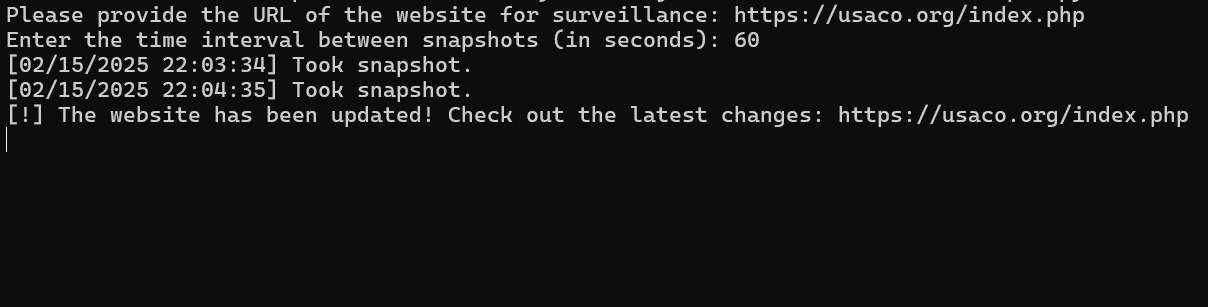 Please provide the URL of the website for surveillance: https://usaco.org/index.php
Enter the time interval between snapshots (in seconds): 60
[02/15/2025 22:03:34] Took snapshot.
[02/15/2025 22:04:35] Took snapshot.
[!] The website has been updated! Check out the latest changes: https://usaco.org/index.php